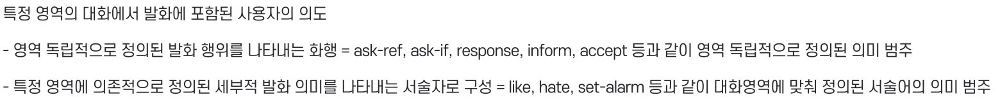 특정 영역의 대화에서 발화에 포함된 사용자의 의도
- 영역 독립적으로 정의된 발화 행위를 나타내는 화행 = ask-ref, ask-if, response, inform, accept 등과 같이 영역 독립적으로 정의된 의미 범주
- 특정 영역에 의존적으로 정의된 세부적 발화 의미를 나타내는 서술자로 구성 = like, hate, set-alarm 등과 같이 대화영역에 맞춰 정의된 서술어의 의미 범주